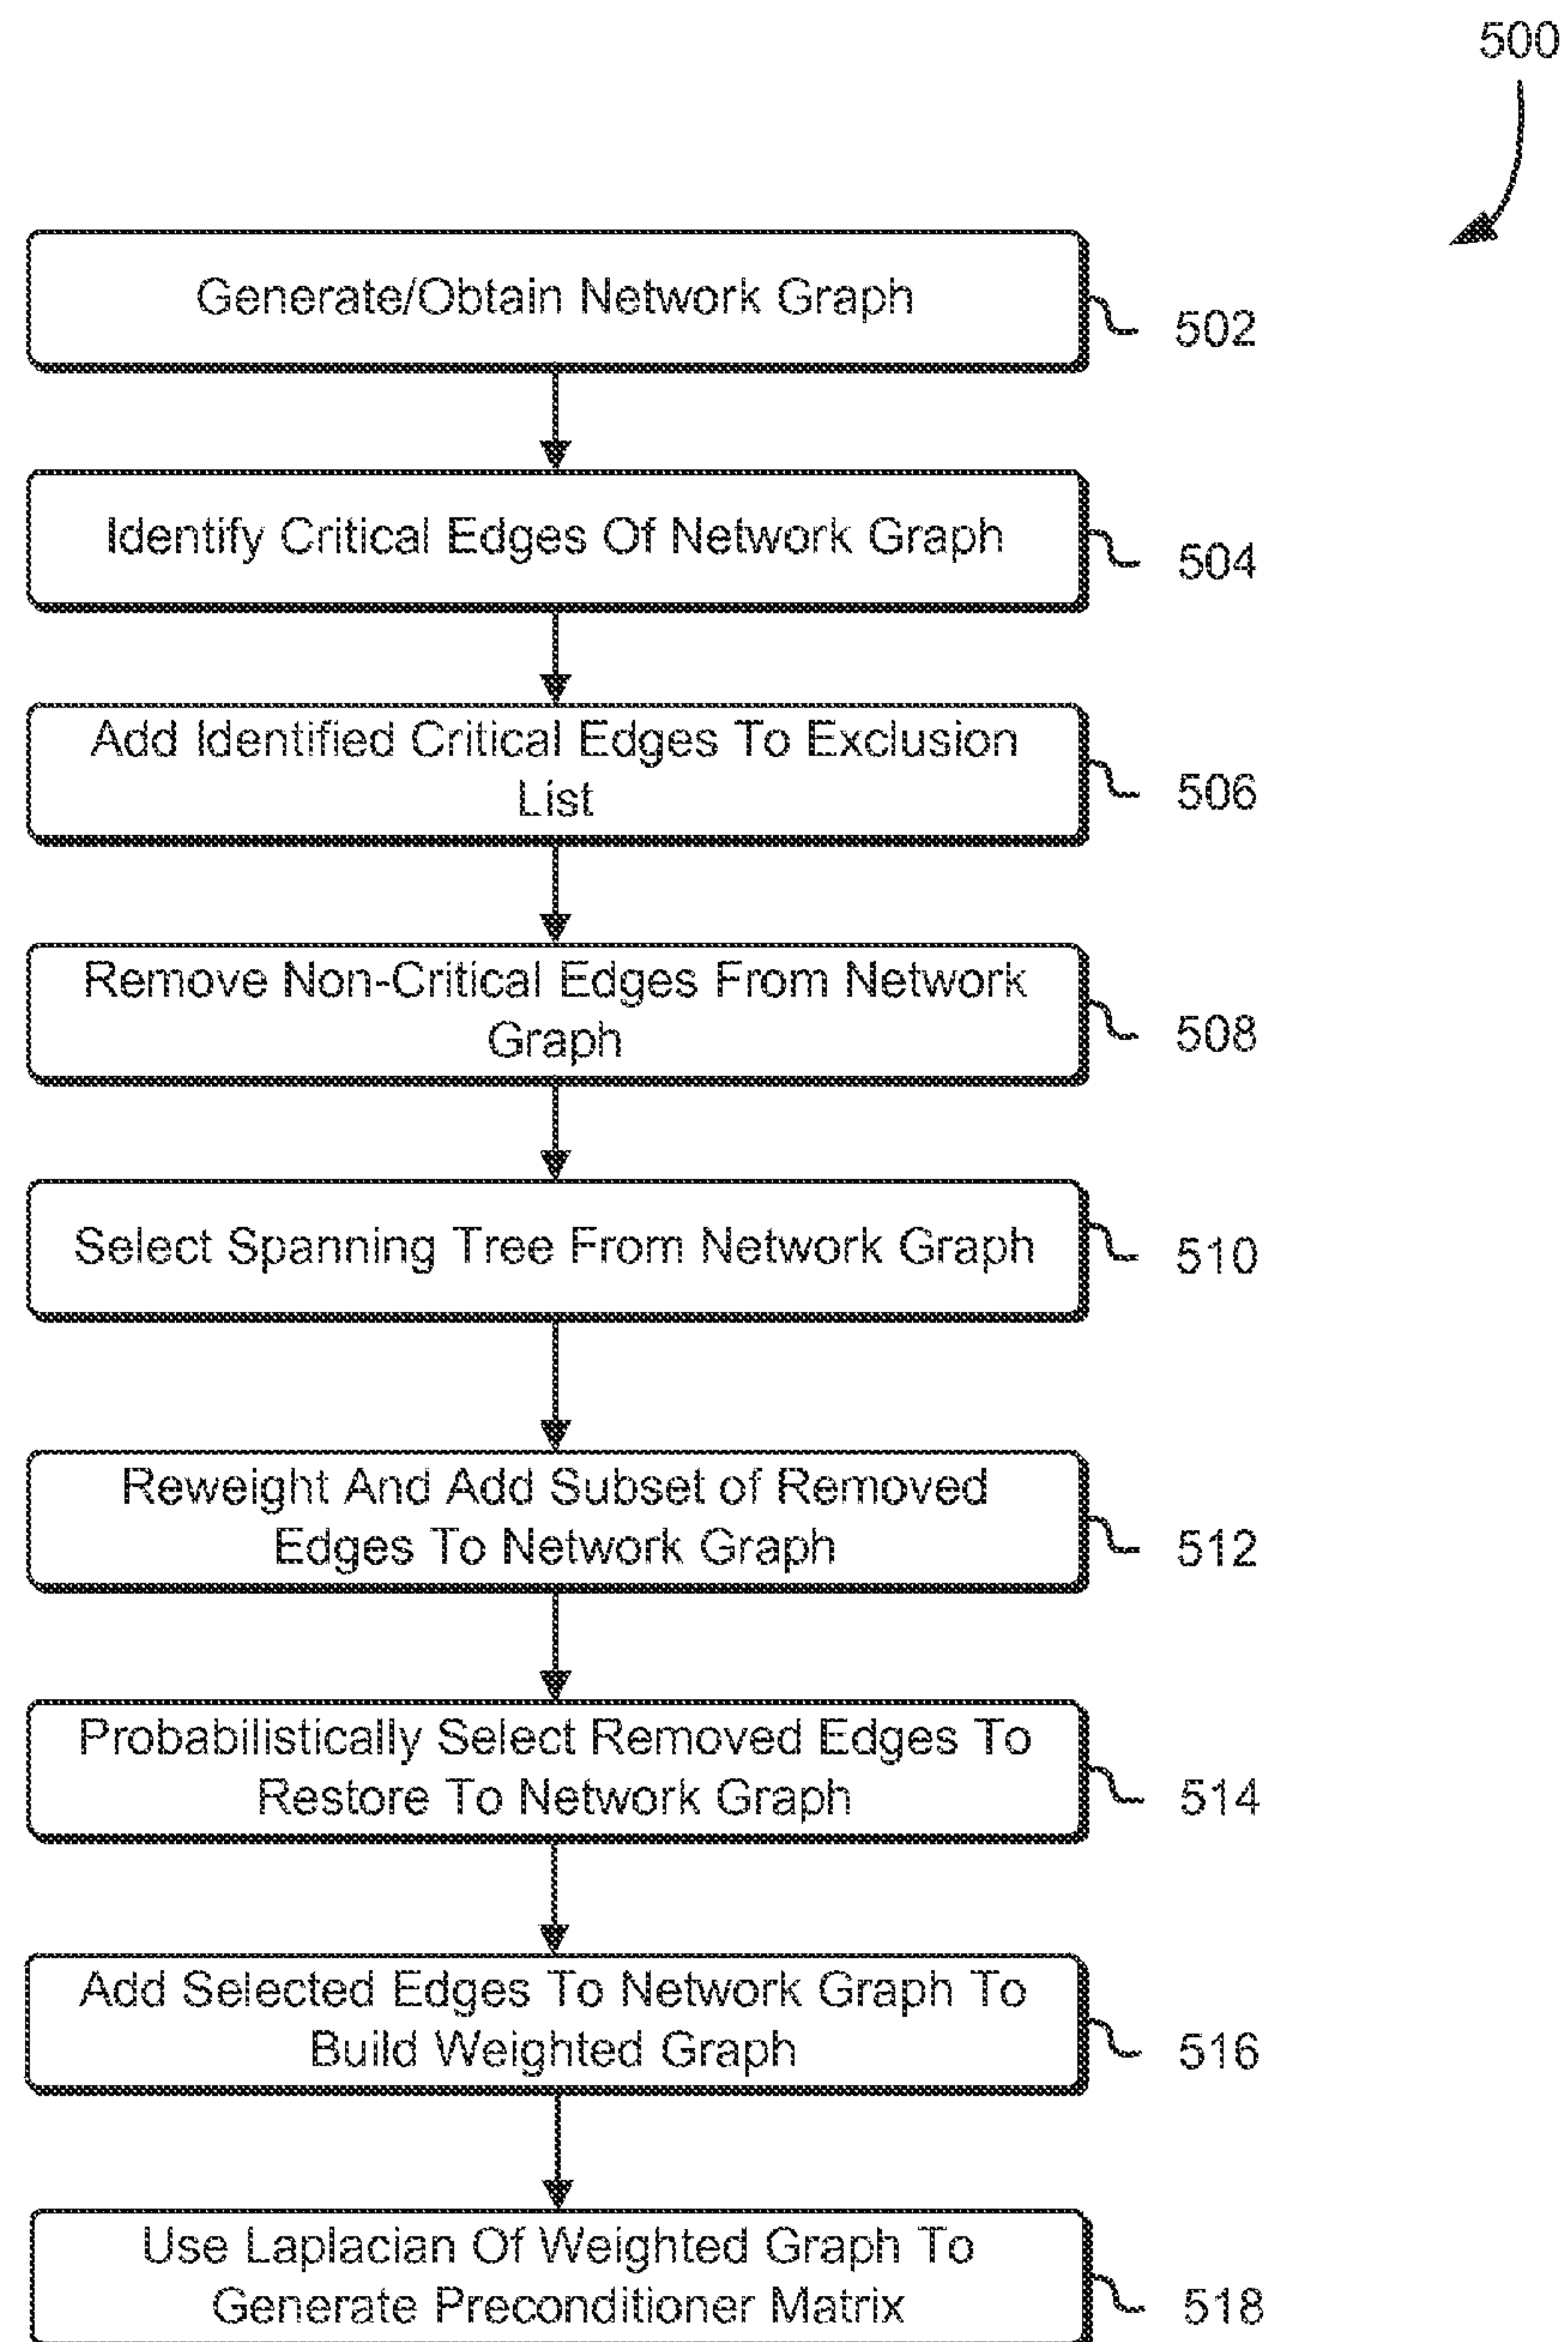 500
Generate/Obtain Network Graph
502
Identify Critical Edges Of Network Graph
504
Add Identified Critical Edges To Exclusion
List
506
Remove Non-Critical Edges From Network
Graph
508
Select Spanning Tree From Network Graph
510
Reweight And Add Subset of Removed
Edges To Network Graph
512
Probabilistically Select Removed Edges To
Restore To Network Graph
514
Add Selected Edges To Network Graph To
Build Weighted Graph
516
Use Laplacian Of Weighted Graph To
Generate Preconditioner Matrix
518